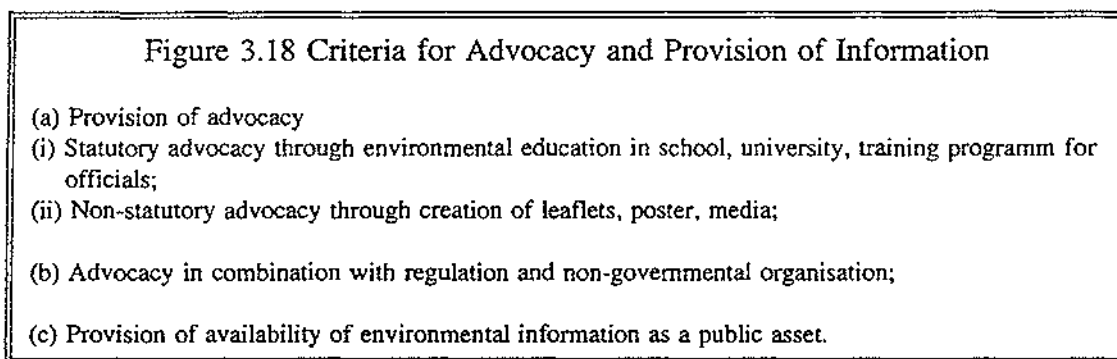 Figure 3.18 Criteria for Advocacy and Provision of Information
(a) Provision of advocacy
(i) Statutory advocacy through environmental education in school, university, training programm for
officials;
(ii) Non-statutory advocacy through creation of leaflets, poster, media;
(b) Advocacy in combination with regulation and non-governmental organisation;
(c) Provision of availability of environmental information as a public asset.